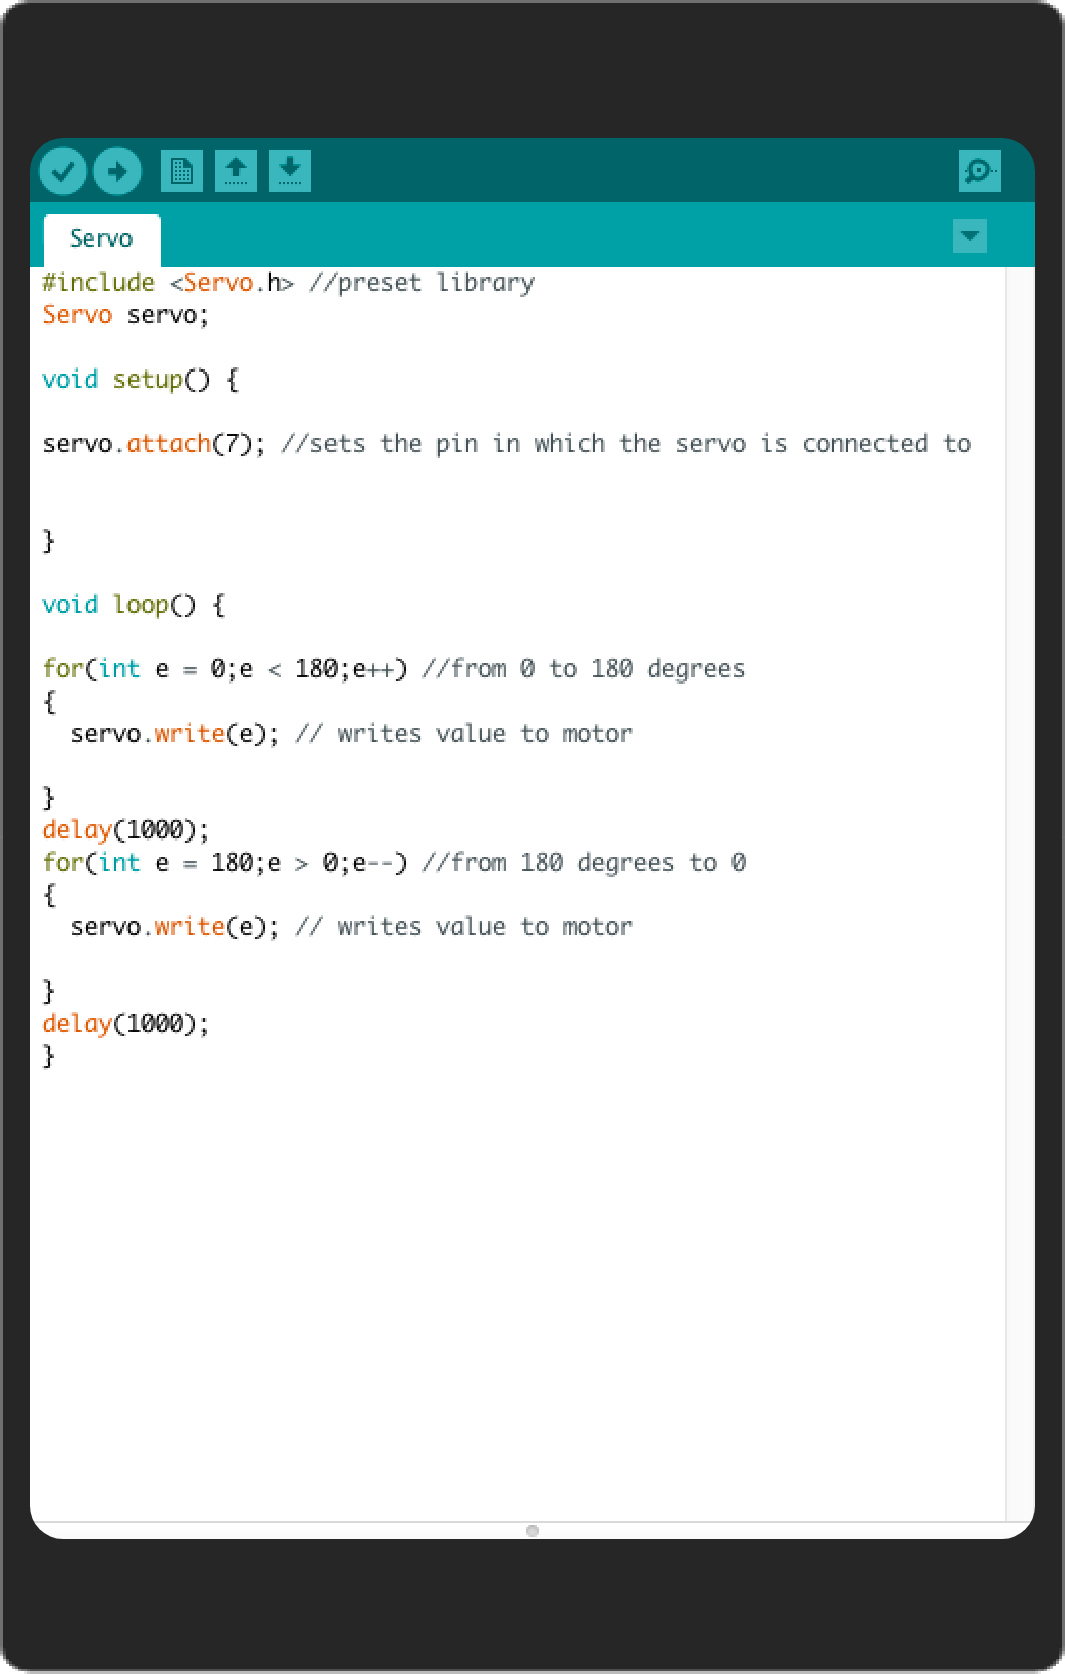 Servo
#include <Servo.h> //preset library
Servo servo;
void setup() {
servo.attach(7); //sets the pin in which the servo is connected to
}
void loop() {
for(int e = 0;e < 180;e++) //from 0 to 180 degrees
{
servo.write(e); // writes value to motor
}
delay(1000);
for(int e = 180;e > 0;e--) //from 180 degrees to 0
{
servo.write(e); // writes value to motor
}
delay(1000);
}